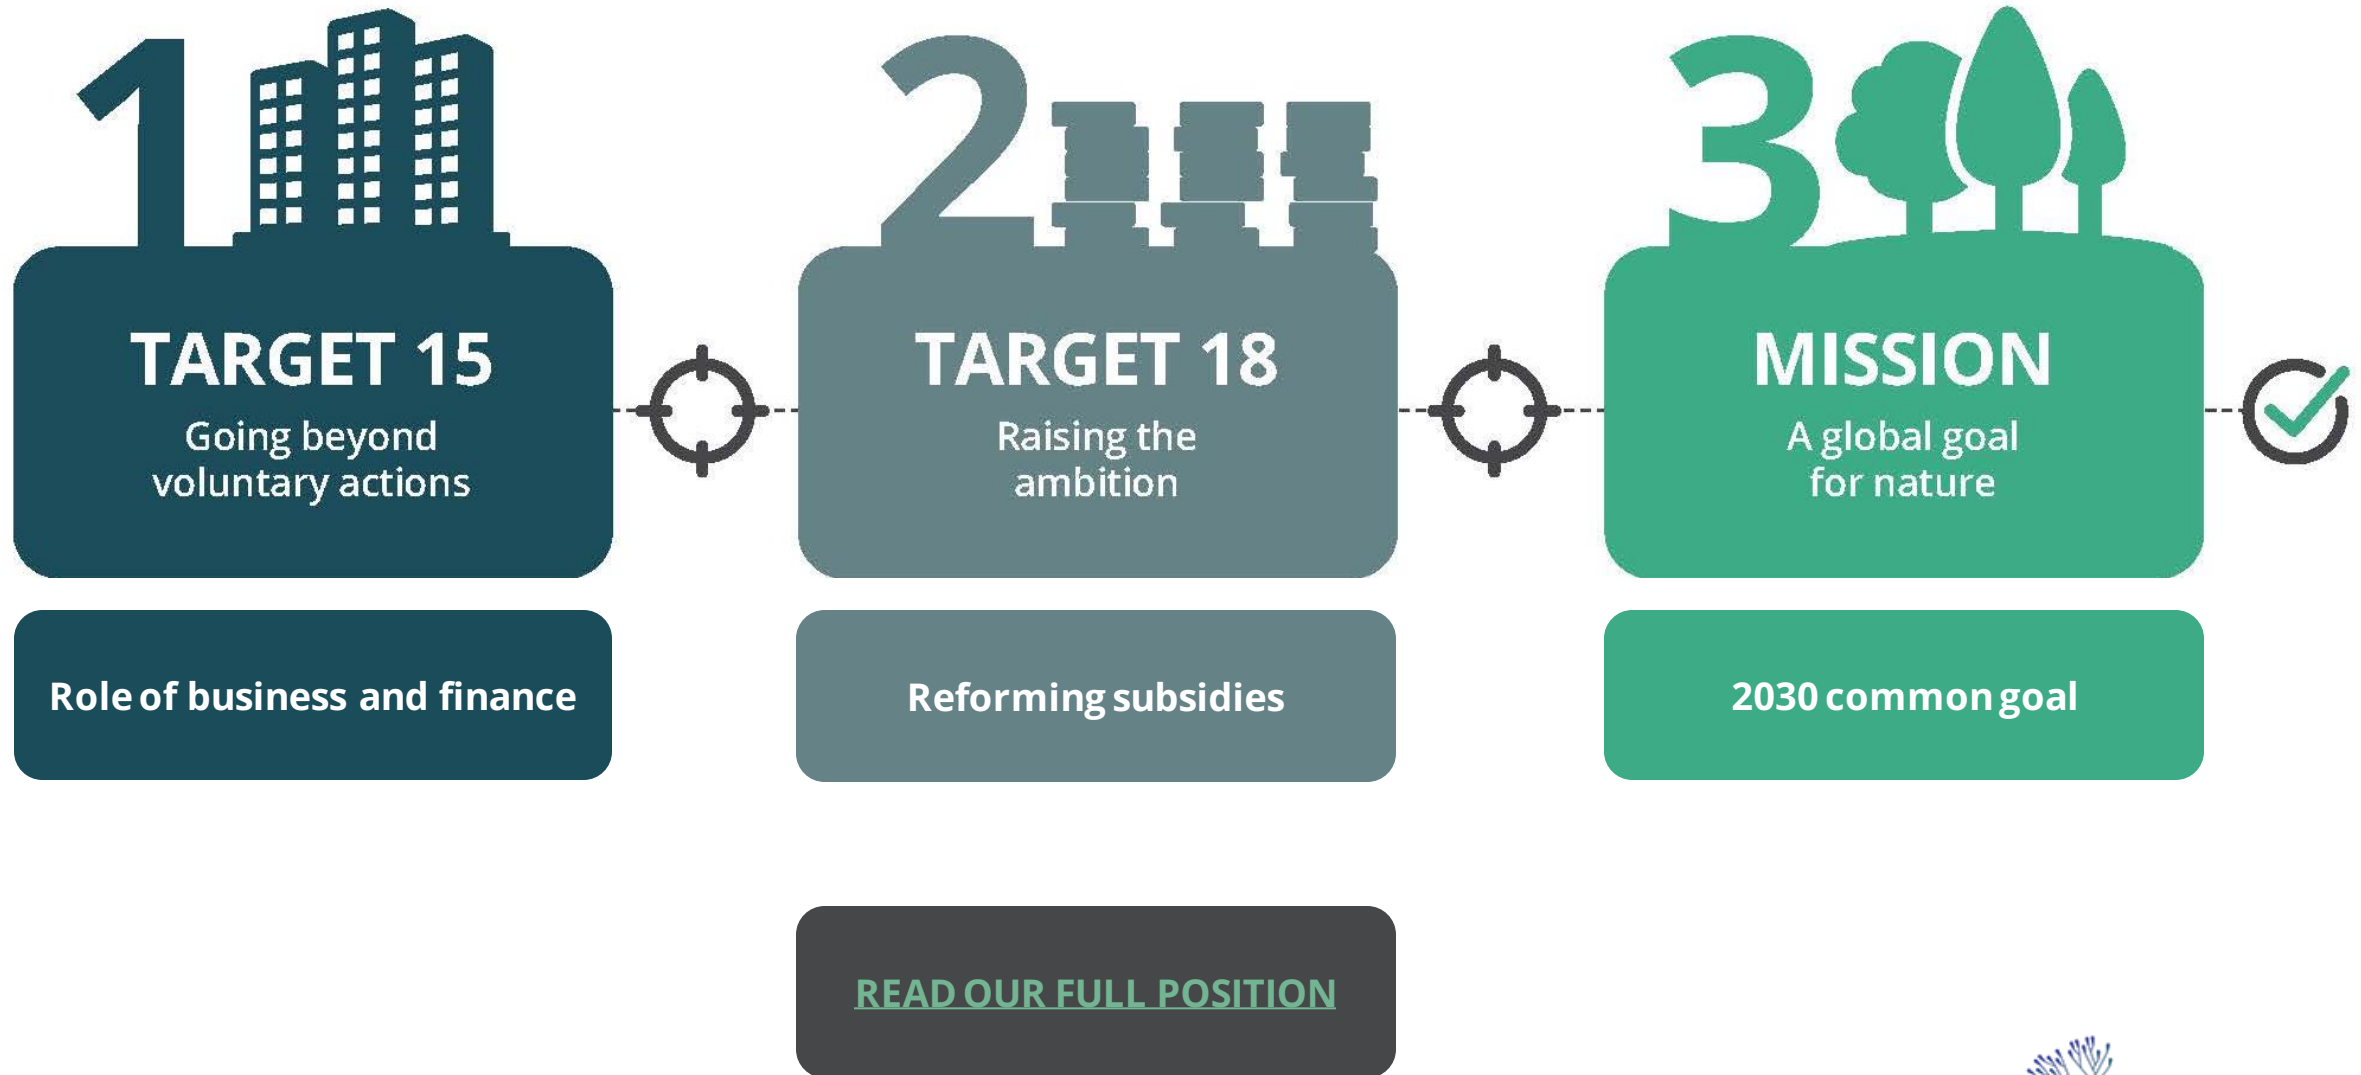 1
TARGET 15
Going beyond
voluntary actions
Role of business and finance
2
TARGET 18
Raising the
ambition
Reforming subsidies
3
MISSION
A global goal
for nature
2030 common goal
READ OUR FULL POSITION